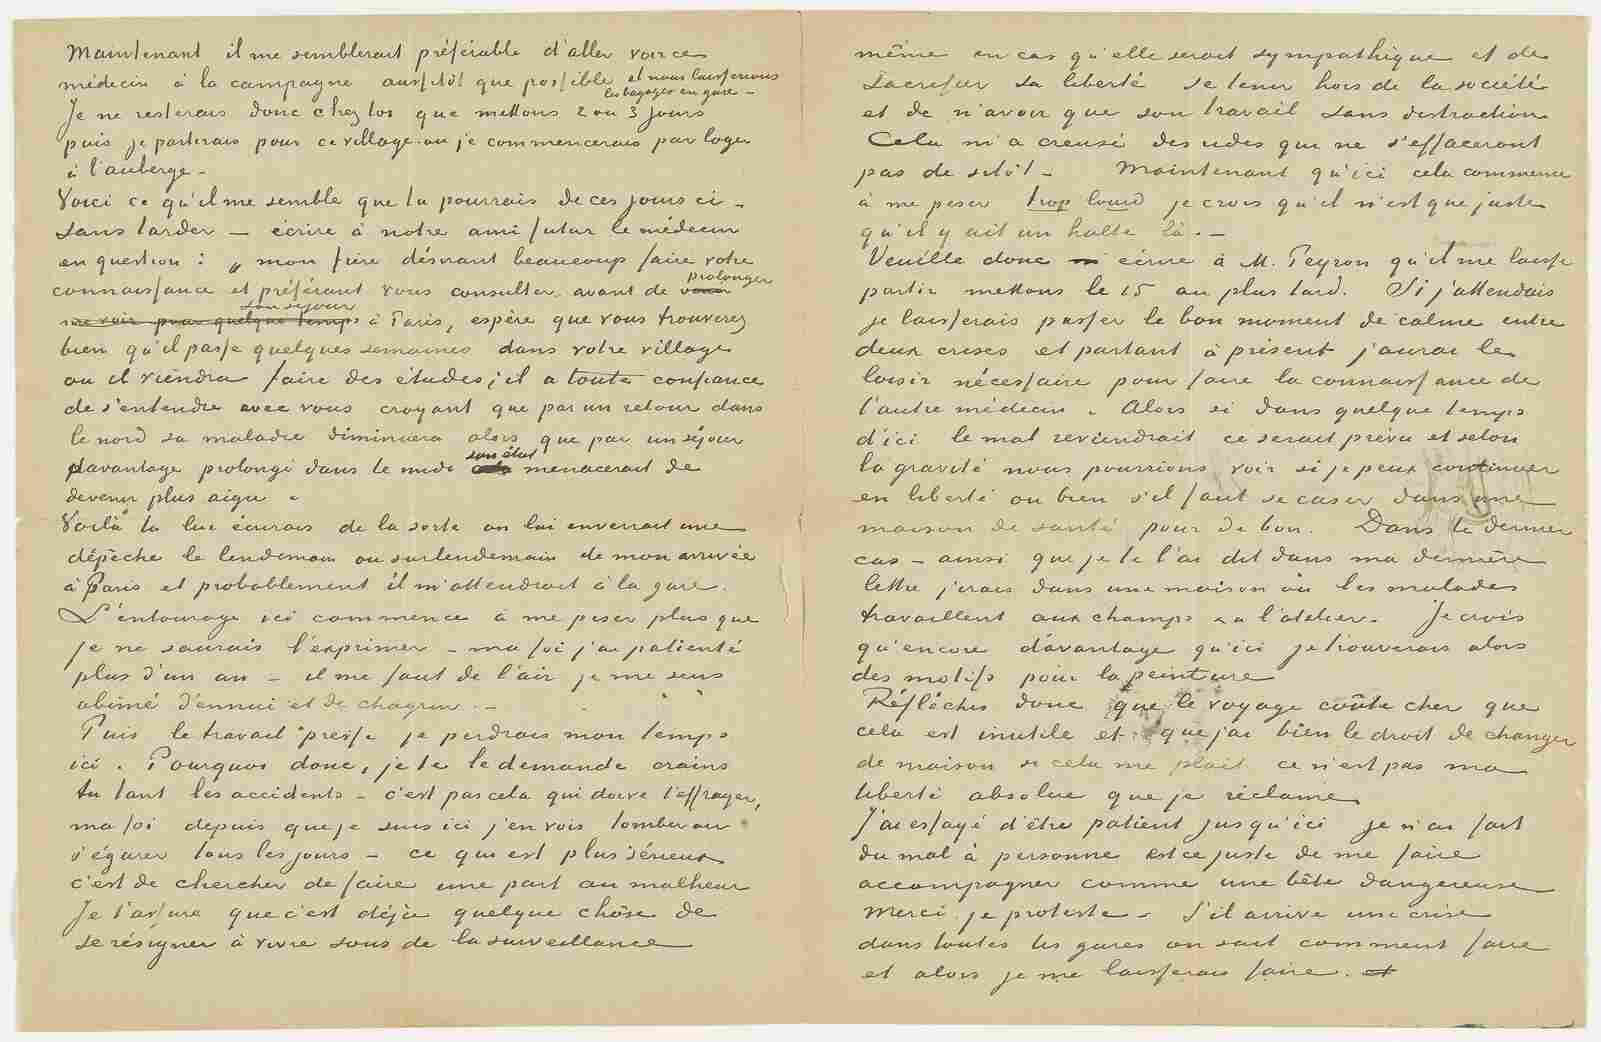 Maintenant il me semblerait préférable d'aller voir ce
médecin à la campagne aussitôt que possible et nous laisserions
les bagages en gare –
Je ne resterais donc chez toi que mettons 2 ou 3 jours
puis je partirais pour ce village ou je commencerais par loger
à l'auberge –
Voici ce qu'il me semble que tu pourrais de ces jours ci –
sans tarder – écrire à notre ami futur le médecin
en question : „ mon frère désirant beaucoup faire votre
connaissance et préférant vous consulter avant de voir prolonger
me voir pour quelque temps son séjour à Paris, espère que vous trouverez
bien qu'il passe quelques semaines dans votre village
ou il viendra faire des études; il a toute confiance
de s'entendre avec vous croyant que par un retour dans
le nord sa maladie diminuera alors que par un séjour
davantage prolongé dans le midi son état menacerait de
devenir plus aigu.
Voilà tu lui écrirais de la sorte on lui enverrait une
dépêche le lendemain ou surlendemain de mon arrivée
à Paris et probablement il m'attendrait à la gare.
L'entourage ici commence à me peser plus que
je ne saurais l'exprimer – ma foi j'ai patienté
plus d'un an – il me faut de l'air je me sens
abimé d'ennui et de chagrin. –
Puis le travail presse je perdrais mon temps
ici. Pourquoi donc, je te le demande crains
tu tant les accidents – c'est pas cela qui doive t'effrayer,
ma foi depuis que je suis ici j'en vois tomber ou
s'égarer tous les jours – ce qui est plus sérieux
c'est de chercher de faire une part au malheur
Je t'assure que c'est déjà quelque chôse de
se résigner à vivre sous de la surveillance
même en cas qu'elle serait sympathique et de
sacrifier sa liberté se tenir hors de la société
et de n'avoir que son travail sans distraction
Cela m'a creusé des rides qui ne s'effaceront
pas de sitôt – Maintenant qu'ici cela commence
à me peser trop lourd je crois qu'il n'est que juste
qu'il y ait un halte là. –
Veuille donc écrire à M. Peyron qu'il me laisse
partir mettons le 15 au plus tard. Si j'attendais
je laisserais passer le bon moment de calme entre
deux crises et partant à présent j'aurai le
loisir nécessaire pour faire la connaissance de
l'autre médecin. Alors si dans quelque temps
d'ici le mal reviendrait ce serait prévu et selon
la gravité nous pourrions voir si je peux continuer
en liberté ou bien s'il faut se caser dans une
maison de santé pour de bon. Dans le dernier
cas – ainsi que je te l'ai dit dans ma dernière
lettre j'irais dans une maison où les malades
travaillent aux champs & à l'atelier. Je crois
qu'encore davantage qu'ici je trouverais alors
des motifs pour la peinture
Réfléchis donc que le voyage coûte cher que
cela est inutile et que j'ai bien le droit de changer
de maison si cela me plait ce n'est pas ma
liberté absolue que je réclame
J'ai essayé d'être patient jusqu'ici je n'ai fait
du mal à personne est ce juste de me faire
accompagner comme une bête dangereuse
Merci je proteste – S'il arrive une crise
dans toutes les gares on sait comment faire
et alors je me laisserais faire. et